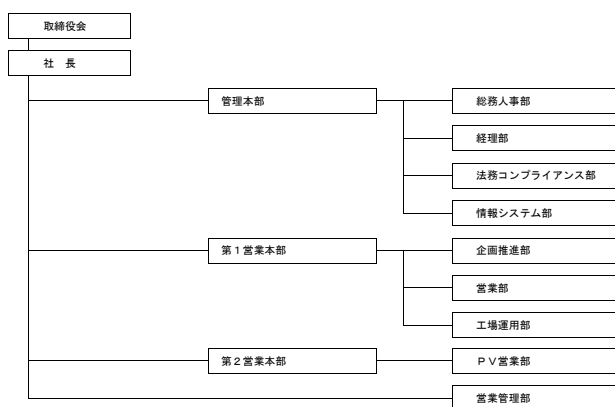 取締役会
社　長
管理本部
総務人事部
経理部
法務コンプライアンス部
情報システム部
第１営業本部
企画推進部
営業部
工場運用部
第２営業本部
ＰＶ営業部
営業管理部